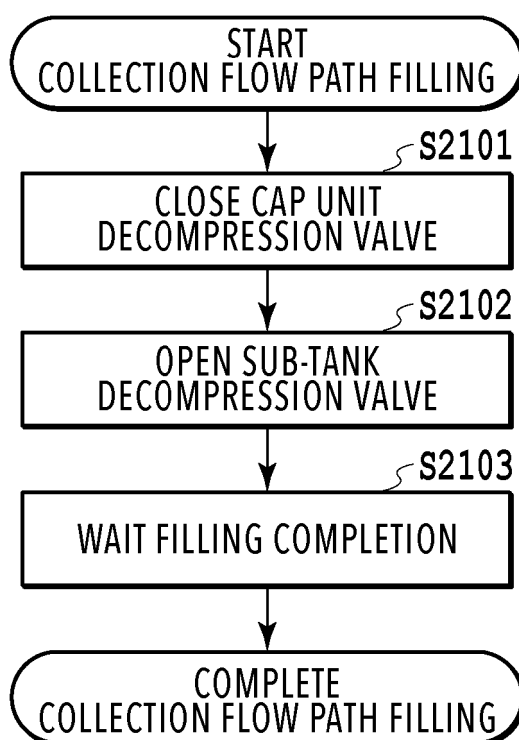 START
COLLECTION FLOW PATH FILLING
S2101
CLOSE CAP UNIT
DECOMPRESSION VALVE
S2102
OPEN SUB-TANK
DECOMPRESSION VALVE
S2103
WAIT FILLING COMPLETION
COMPLETE
COLLECTION FLOW PATH FILLING